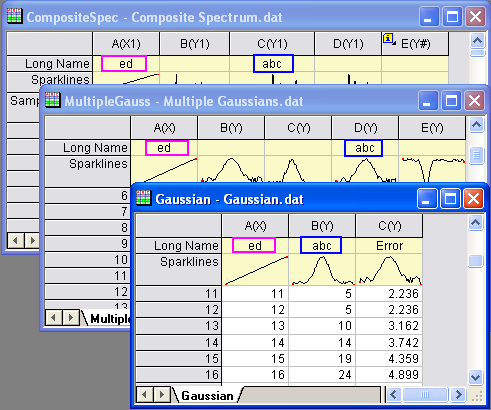 CompositeSpec - Composite Spectrum.dat
A(X1) B(Y1) C(Y1) D(Y1) E(Y#)
Long Name ed abc
Sparklines
Samp
MultipleGauss - Multiple Gaussians.dat
A(X) B(Y) C(Y) D(Y) E(Y)
Long Name ed abc
Sparklines
6
7
8
9
10
11
12
13
Multiple
Gaussian - Gaussian.dat
A(X) B(Y) C(Y)
Long Name ed abc Error
Sparklines
11 11 5 2.236
12 12 5 2.236
13 13 10 3.162
14 14 14 3.742
15 15 19 4.359
16 16 24 4.899
Gaussian